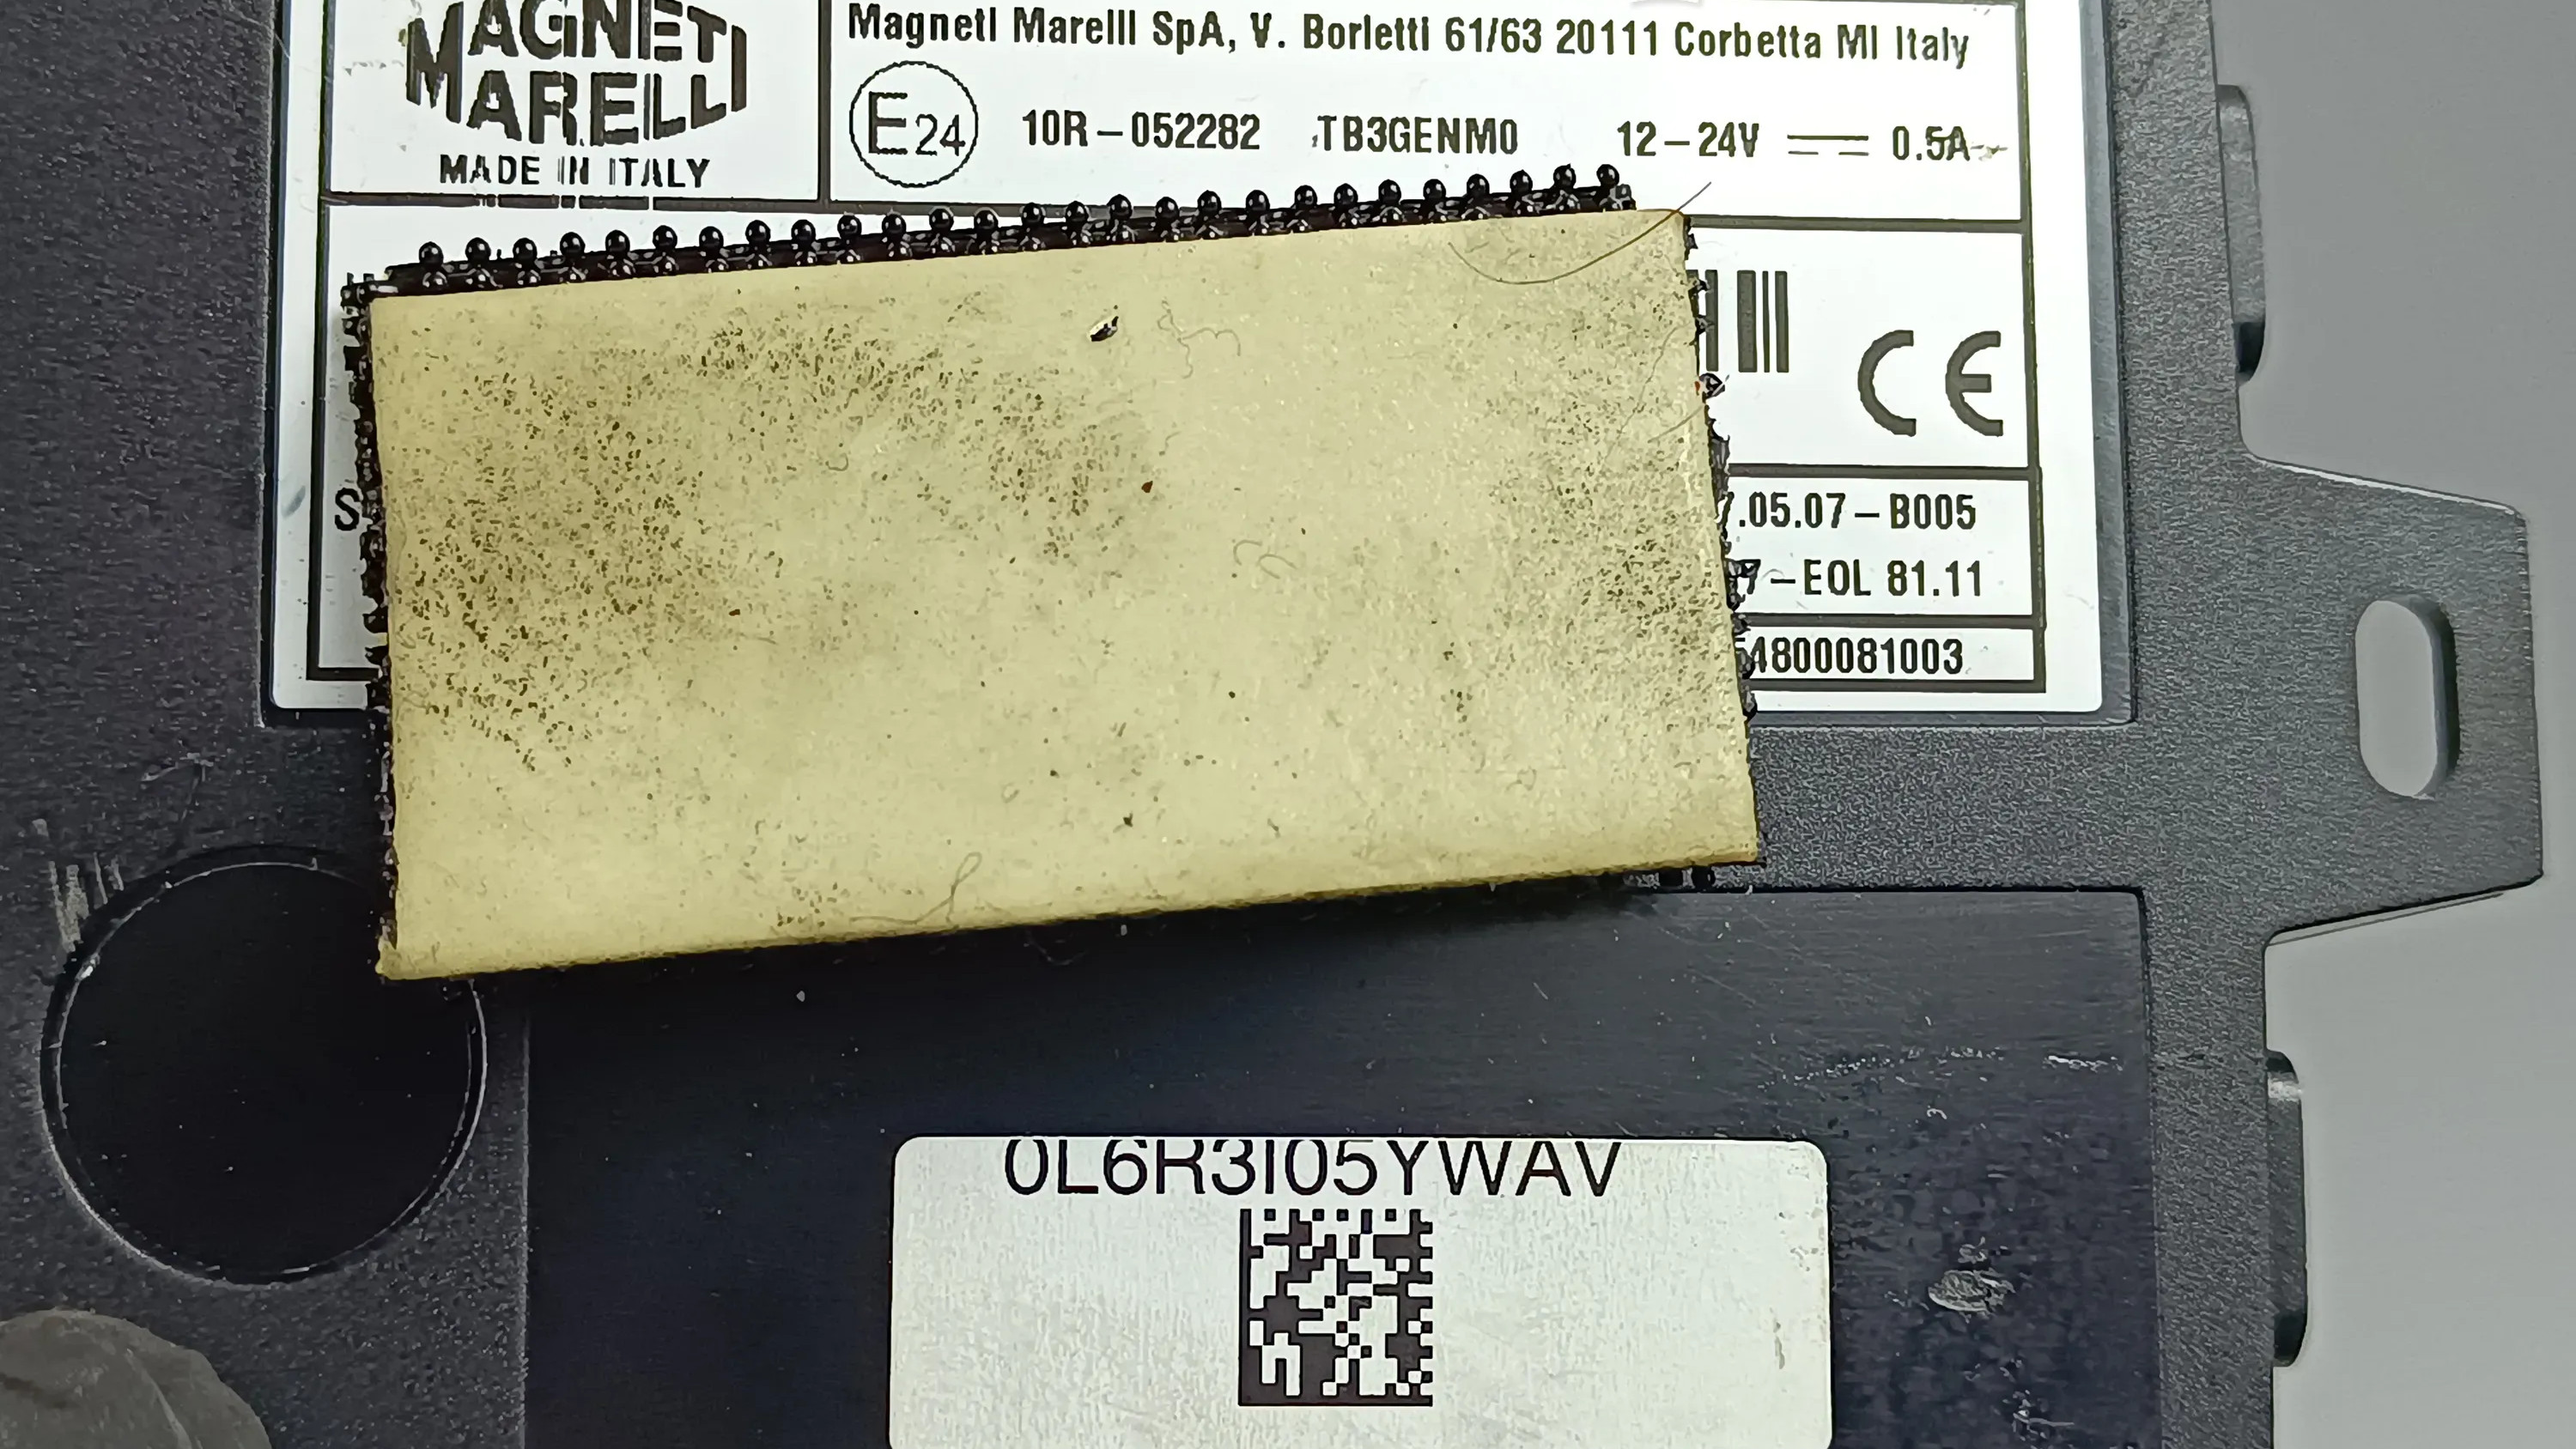 MAGNETI
MARELLI
MADE IN ITALY
Magneti Marelli SpA, V. Borletti 61/63 20111 Corbetta MI Italy
E24 10R-052282 TB3GENM0 12-24V 0.5A
CE
.05.07-B005
7-EOL 81.11
4800081003
0L6R3I05YWAV